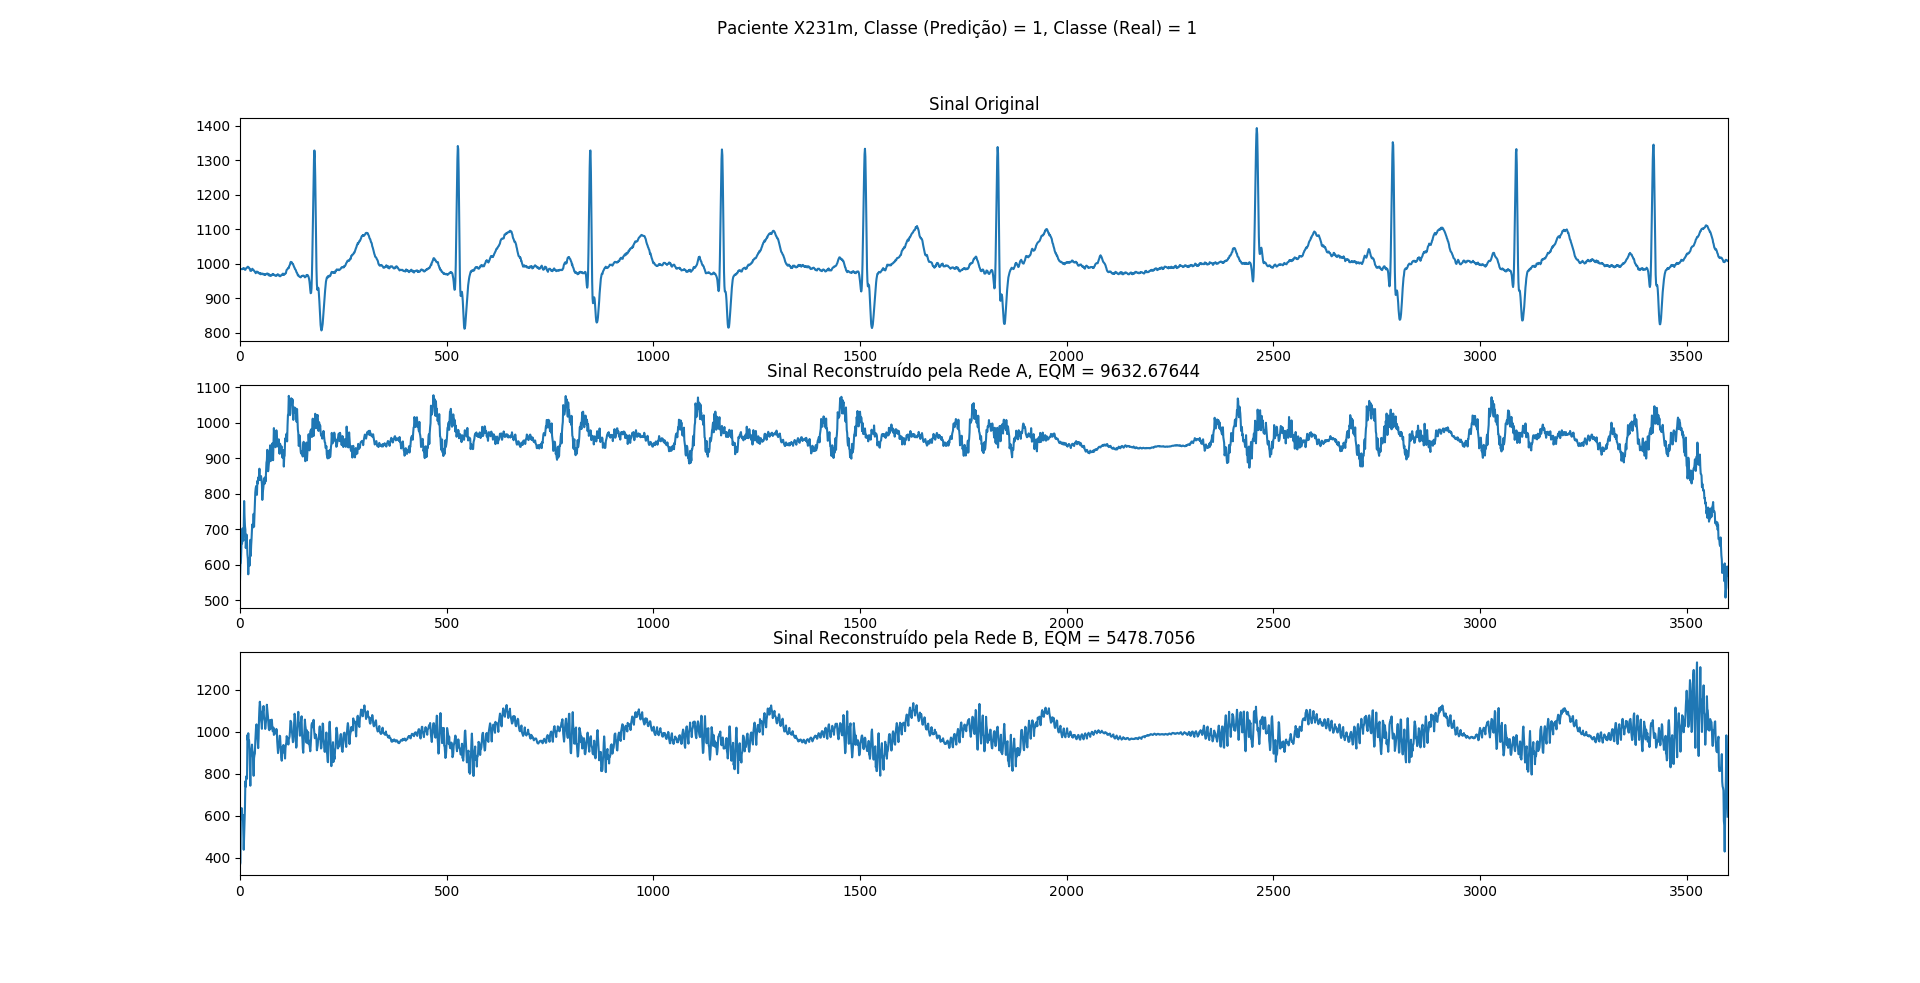 Paciente X231m, Classe (Predição) = 1, Classe (Real) = 1
Sinal Original
1400
1300
1200
1100
1000
900
800
0 500 1000 1500 2000 2500 3000 3500
Sinal Reconstruído pela Rede A, EQM = 9632.67644
1100
1000
900
800
700
600
500
0 500 1000 1500 2000 2500 3000 3500
Sinal Reconstruído pela Rede B, EQM = 5478.7056
1200
1000
800
600
400
0 500 1000 1500 2000 2500 3000 3500